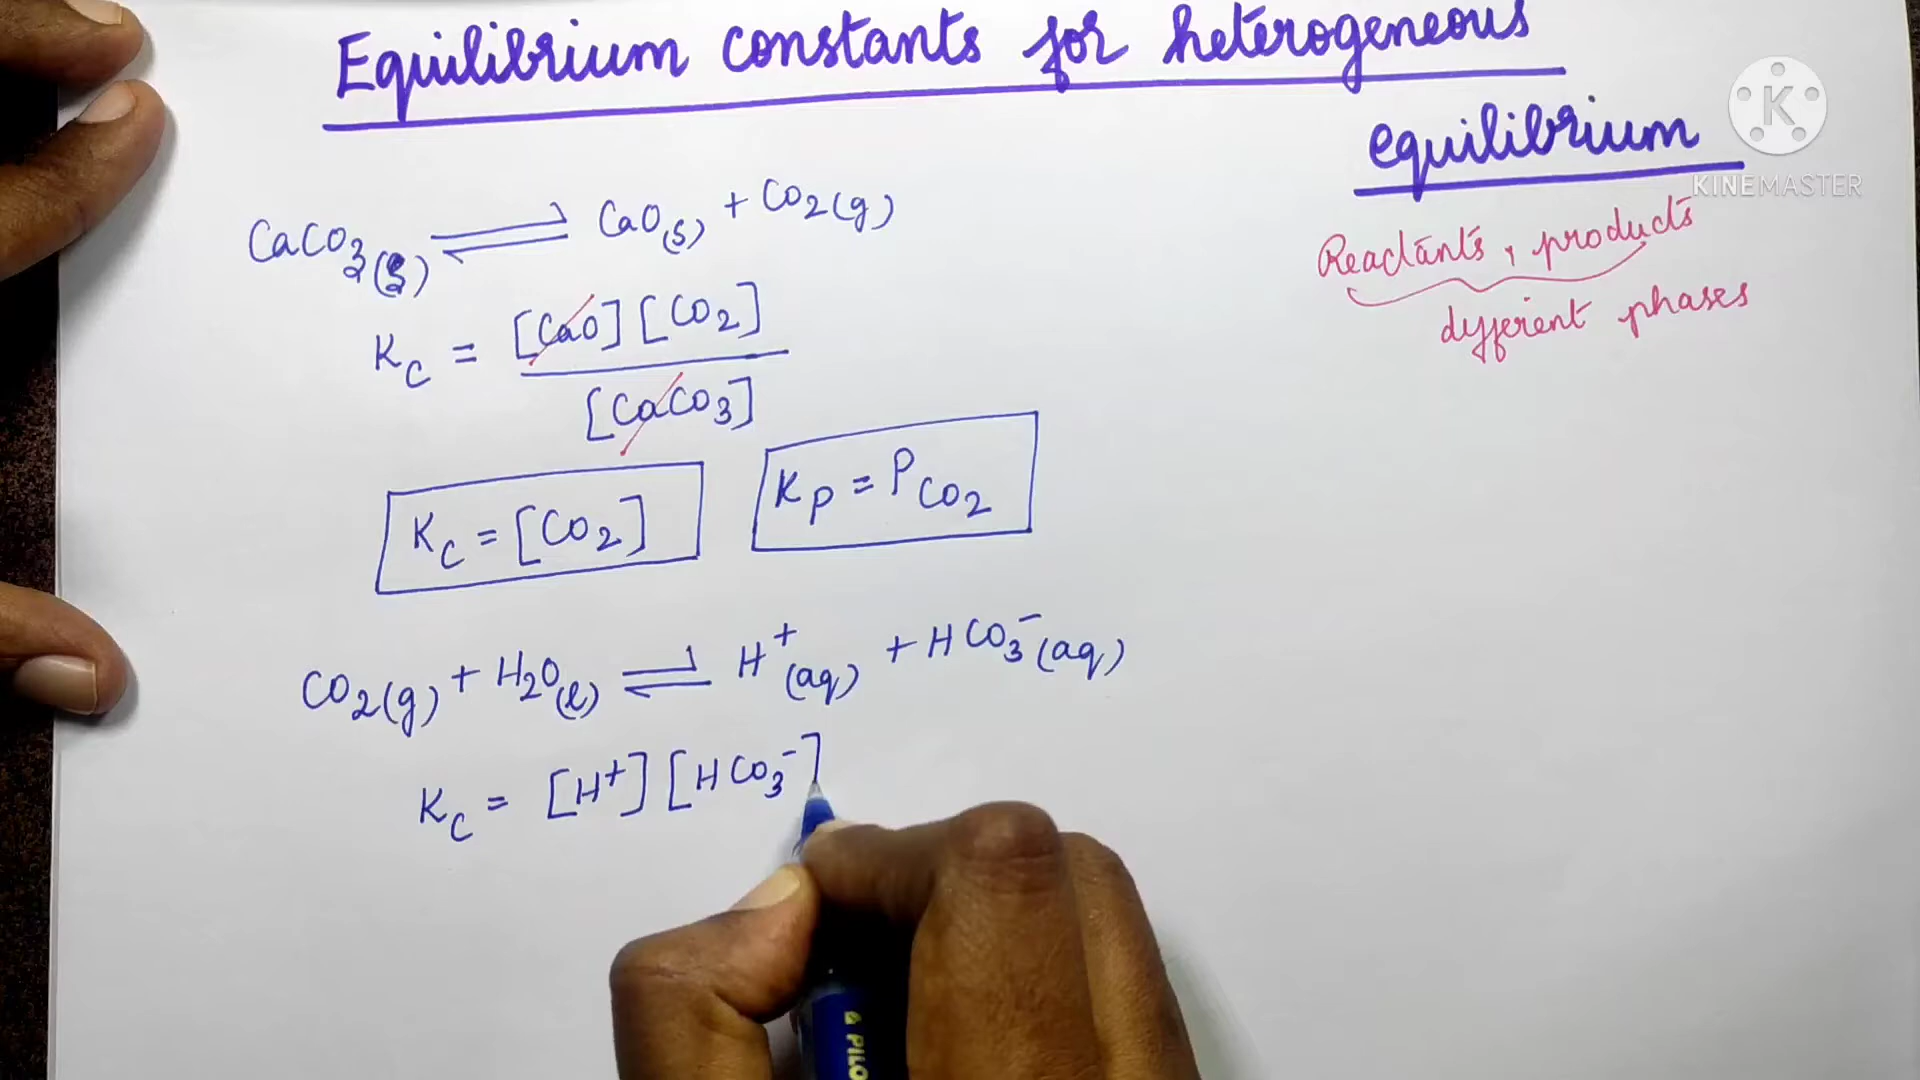 Equilibrium constants for heterogeneous
equilibrium
K
KINEMASTER
Reactants, products
different phases
CaCO₃(s) ⇌ CaO(s) + CO₂(g)
Kc = [CaO][CO₂]
[CaCO₃]
Kc = [CO₂]
Kp = PCO₂
CO₂(g) + H₂O(l) ⇌ H⁺(aq) + HCO₃⁻(aq)
Kc = [H⁺][HCO₃⁻]